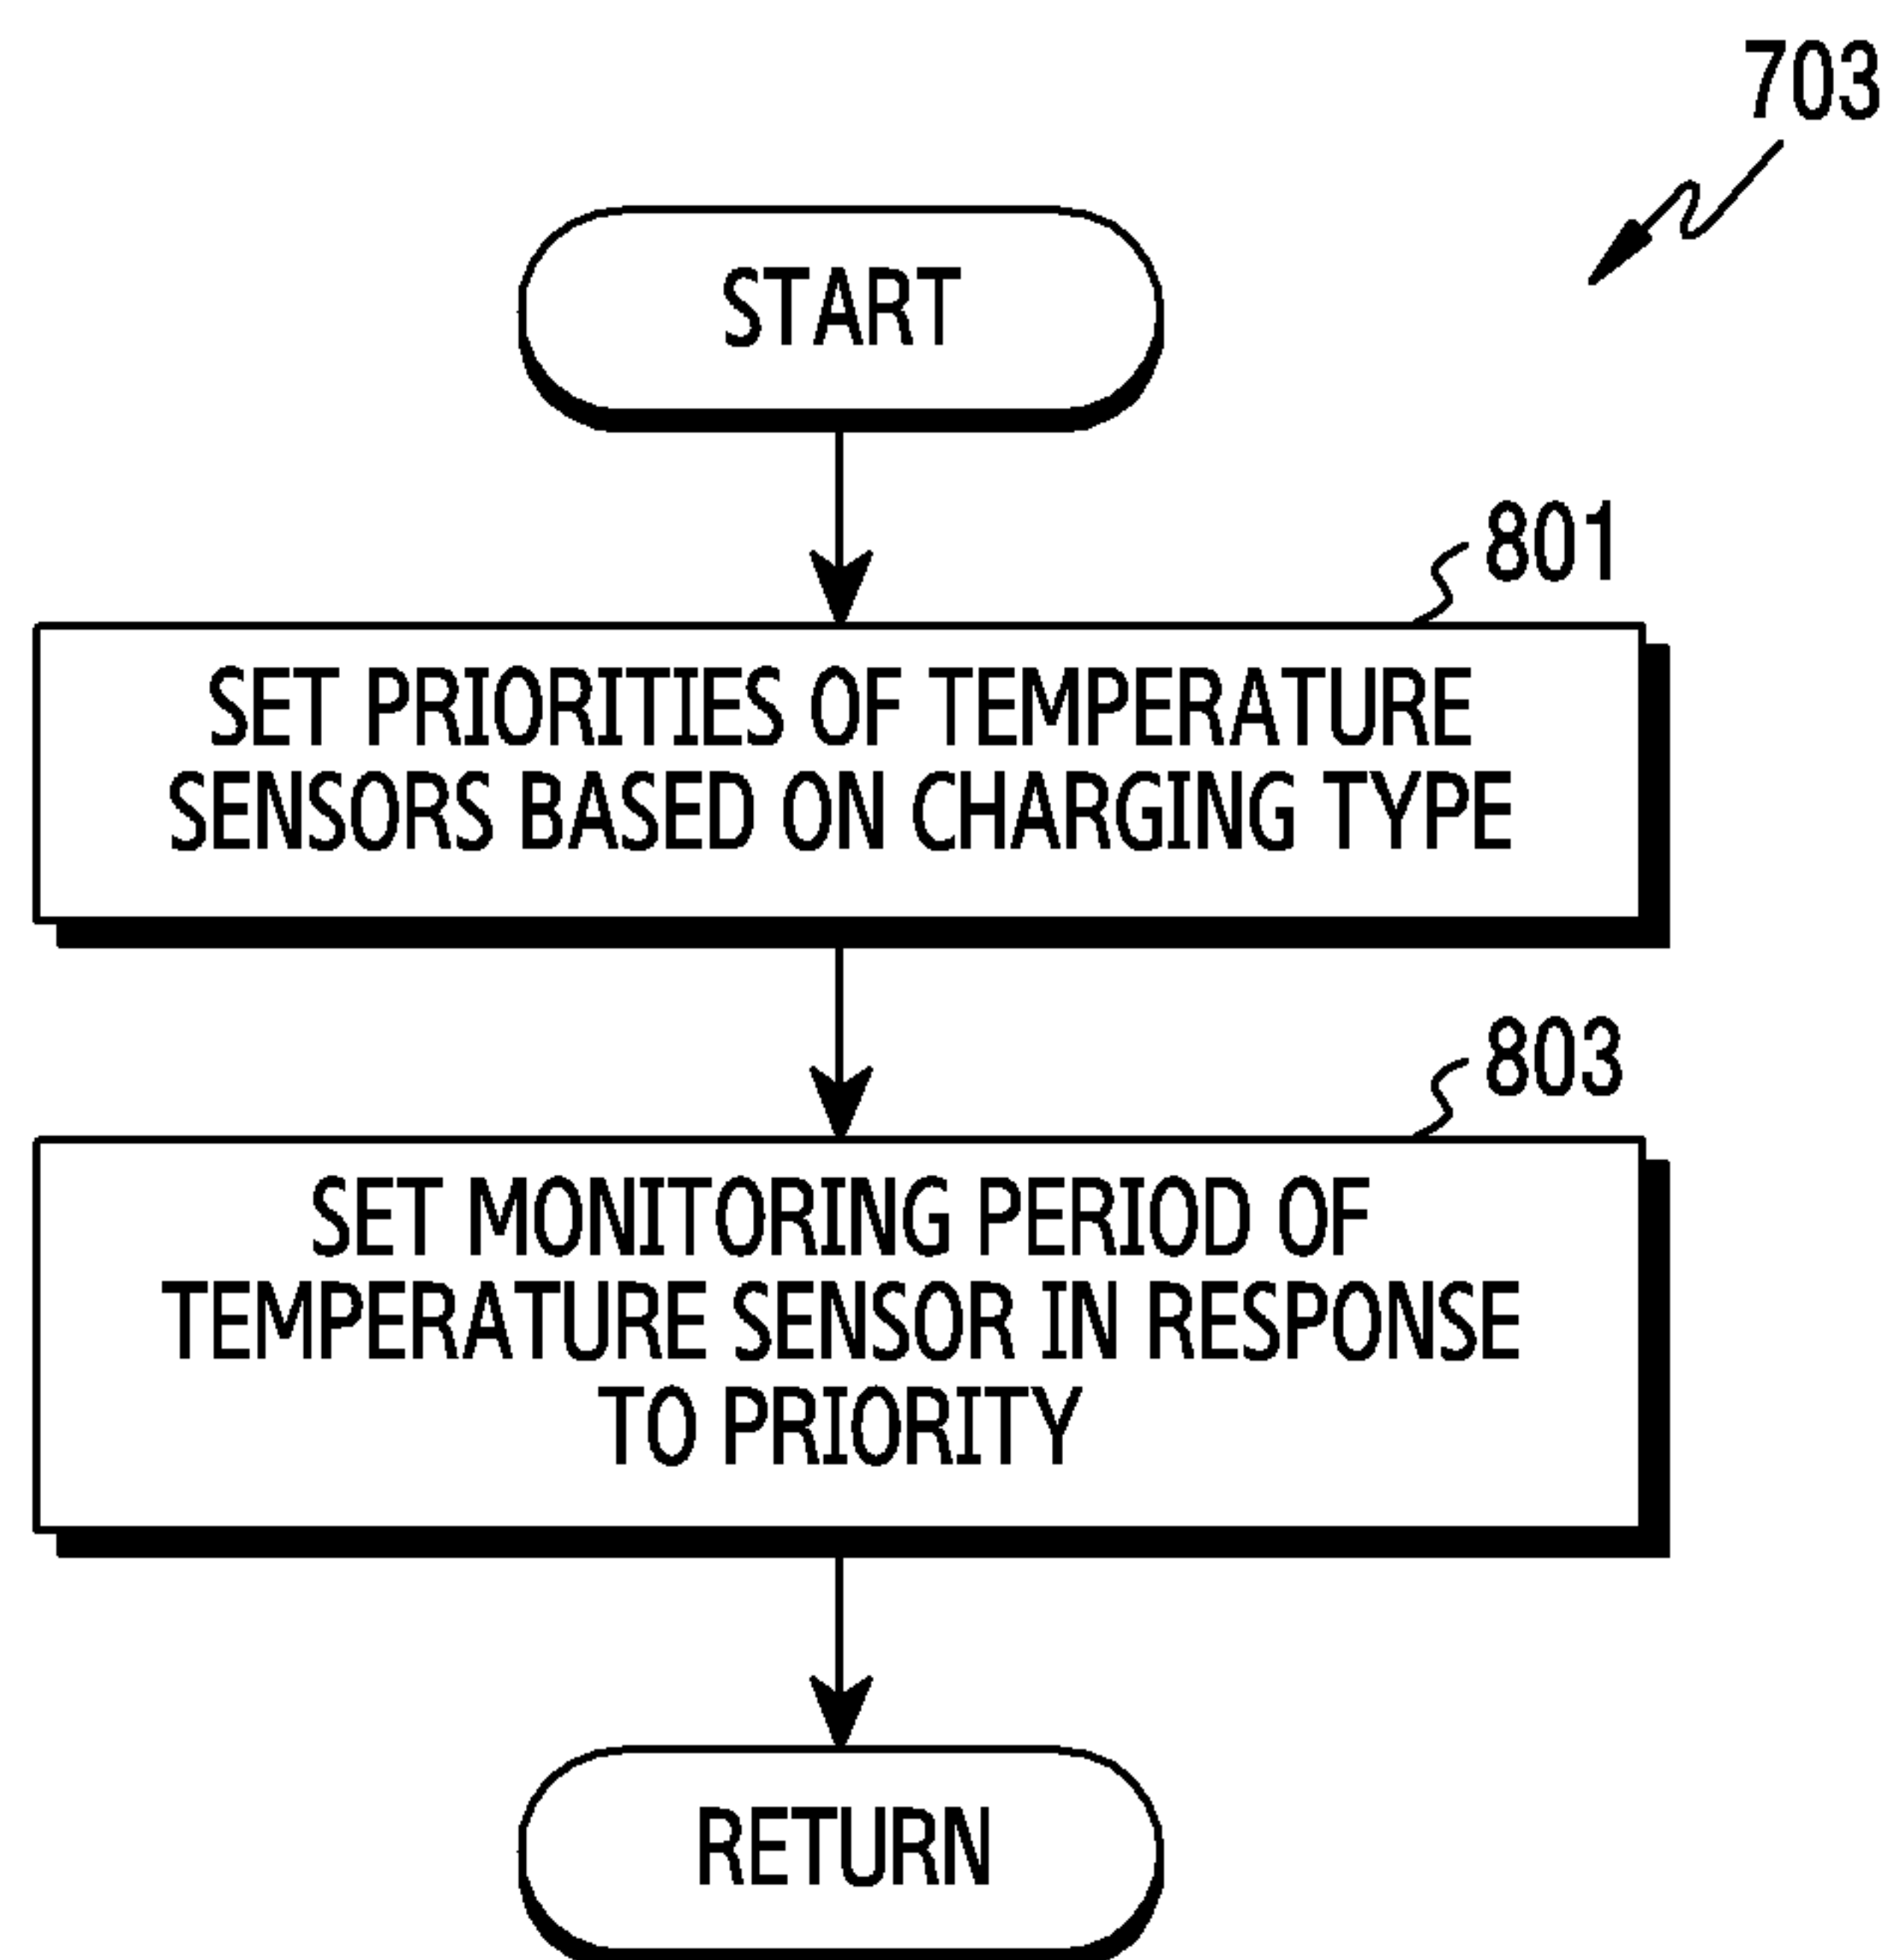 703
START
801
SET PRIORITIES OF TEMPERATURE
SENSORS BASED ON CHARGING TYPE
803
SET MONITORING PERIOD OF
TEMPERATURE SENSOR IN RESPONSE
TO PRIORITY
RETURN